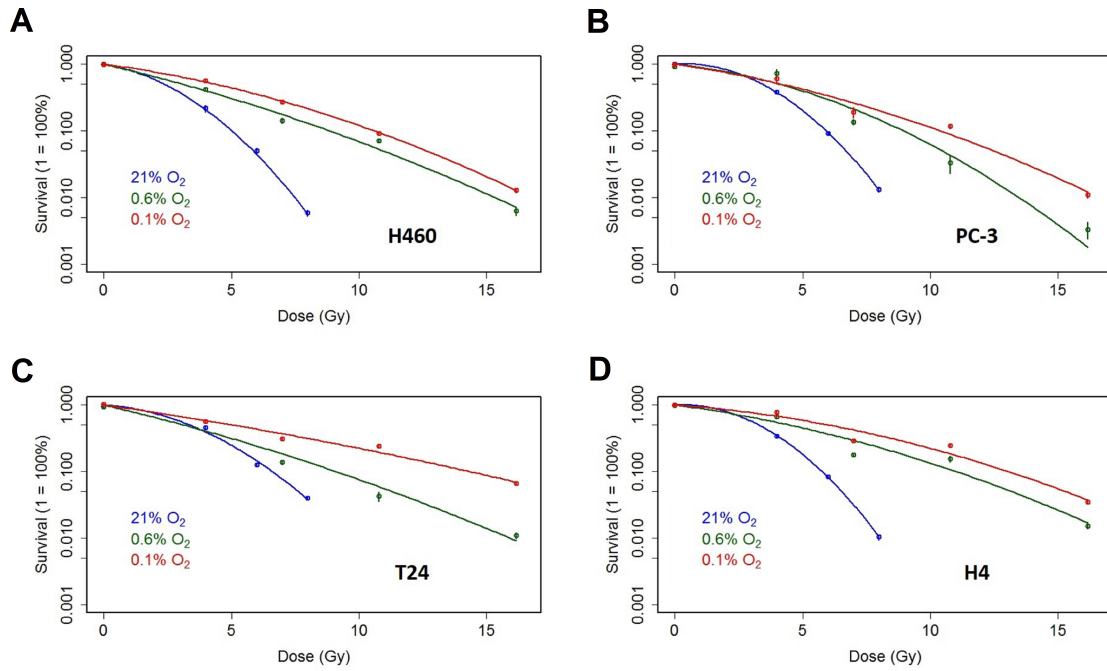 A
Survival (1 = 100%)
1.000
0.100
0.010
0.001
21% O₂
0.6% O₂
0.1% O₂
H460
0 5 10 15
Dose (Gy)
B
Survival (1 = 100%)
1.000
0.100
0.010
0.001
21% O₂
0.6% O₂
0.1% O₂
PC-3
0 5 10 15
Dose (Gy)
C
Survival (1 = 100%)
1.000
0.100
0.010
0.001
21% O₂
0.6% O₂
0.1% O₂
T24
0 5 10 15
Dose (Gy)
D
Survival (1 = 100%)
1.000
0.100
0.010
0.001
21% O₂
0.6% O₂
0.1% O₂
H4
0 5 10 15
Dose (Gy)